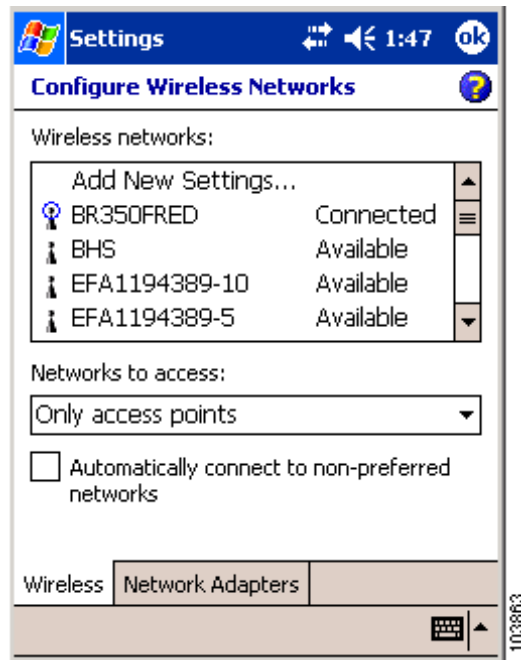 Settings 1:47 ok
Configure Wireless Networks ?
Wireless networks:
Add New Settings...
BR350FRED Connected
BHS Available
EFA1194389-10 Available
EFA1194389-5 Available
Networks to access:
Only access points
Automatically connect to non-preferred
networks
Wireless Network Adapters
103863